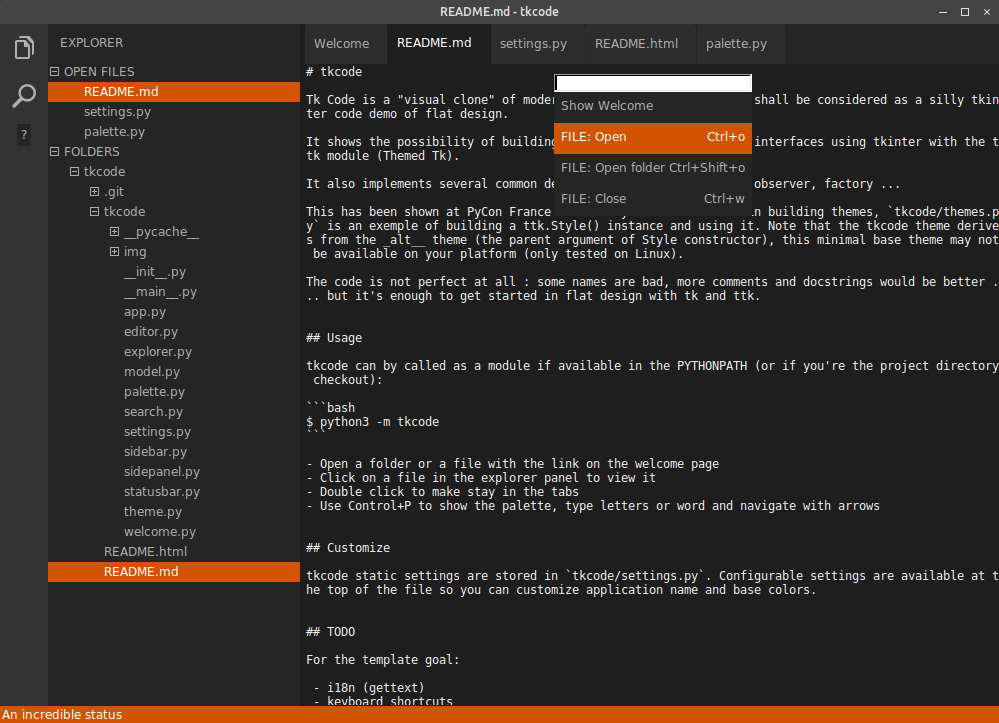 README.md - tkcode
EXPLORER
OPEN FILES
README.md
settings.py
palette.py
FOLDERS
tkcode
.git
tkcode
__pycache__
img
__init__.py
__main__.py
app.py
editor.py
explorer.py
model.py
palette.py
search.py
settings.py
sidebar.py
sidepanel.py
statusbar.py
theme.py
welcome.py
README.html
README.md
?
Welcome README.md settings.py README.html palette.py
Show Welcome
FILE: Open Ctrl+o
FILE: Open folder Ctrl+Shift+o
FILE: Close Ctrl+w
# tkcode
Tk Code is a "visual clone" of shall be considered as a silly tkin
ter code demo of flat design.
It shows the possibility of building interfaces using tkinter with the t
tk module (Themed Tk).
It also implements several common observer, factory ...
This has been shown at PyCon France building themes, `tkcode/themes.p
y` is an exemple of building a ttk.Style() instance and using it. Note that the tkcode theme derive
s from the _alt__ theme (the parent argument of Style constructor), this minimal base theme may not
be available on your platform (only tested on Linux).
The code is not perfect at all : some names are bad, more comments and docstrings would be better .
.. but it's enough to get started in flat design with tk and ttk.
## Usage
tkcode can by called as a module if available in the PYTHONPATH (or if you're the project directory
checkout):
```bash
$ python3 -m tkcode
```
- Open a folder or a file with the link on the welcome page
- Click on a file in the explorer panel to view it
- Double click to make stay in the tabs
- Use Control+P to show the palette, type letters or word and navigate with arrows
## Customize
tkcode static settings are stored in `tkcode/settings.py`. Configurable settings are available at t
he top of the file so you can customize application name and base colors.
## TODO
For the template goal:
- i18n (gettext)
- keyboard shortcuts
An incredible status